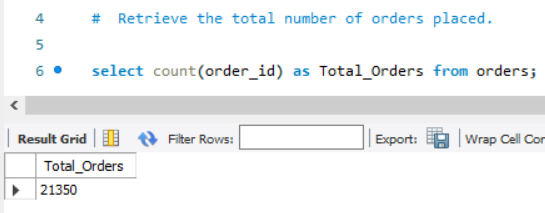 4 # Retrieve the total number of orders placed.
5
6 select count(order_id) as Total_Orders from orders;
Result Grid Filter Rows: Export: Wrap Cell Cor
Total_Orders
21350